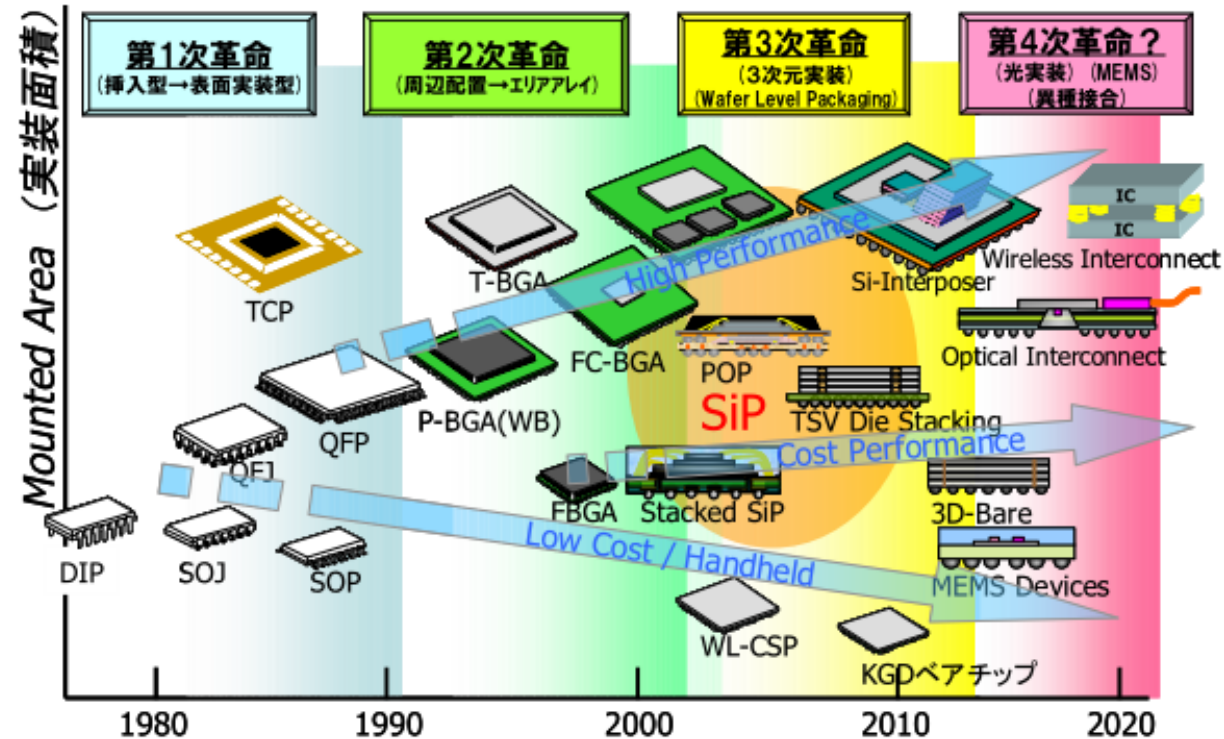 第1次革命
(挿入型→表面実装型)
第2次革命
(周辺配置→エリアアレイ)
第3次革命
(3次元実装)
(Wafer Level Packaging)
第4次革命?
(光実装) (MEMS)
(異種接合)
Mounted Area (実装面積)
TCP
T-BGA
High Performance
Si-Interposer
IC
IC
Wireless Interconnect
QFP
P-BGA(WB)
FC-BGA
POP
SiP
TSV Die Stacking
Optical Interconnect
QFJ
FBGA
Stacked SiP
Cost Performance
3D-Bare
DIP
SOJ
SOP
Low Cost / Handheld
MEMS Devices
WL-CSP
KGDベアチップ
1980
1990
2000
2010
2020